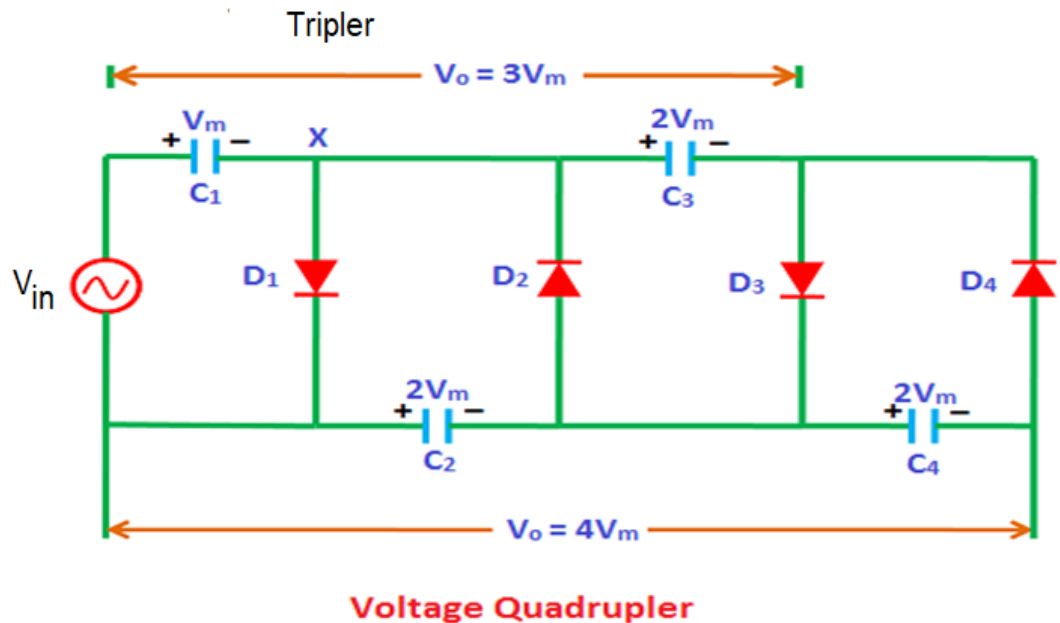 Tripler
Vₒ = 3Vₘ
+ Vₘ −
X
+ 2Vₘ −
C₁
C₃
Vin
D₁
D₂
D₃
D₄
+ 2Vₘ −
+ 2Vₘ −
C₂
C₄
Vₒ = 4Vₘ
Voltage Quadrupler